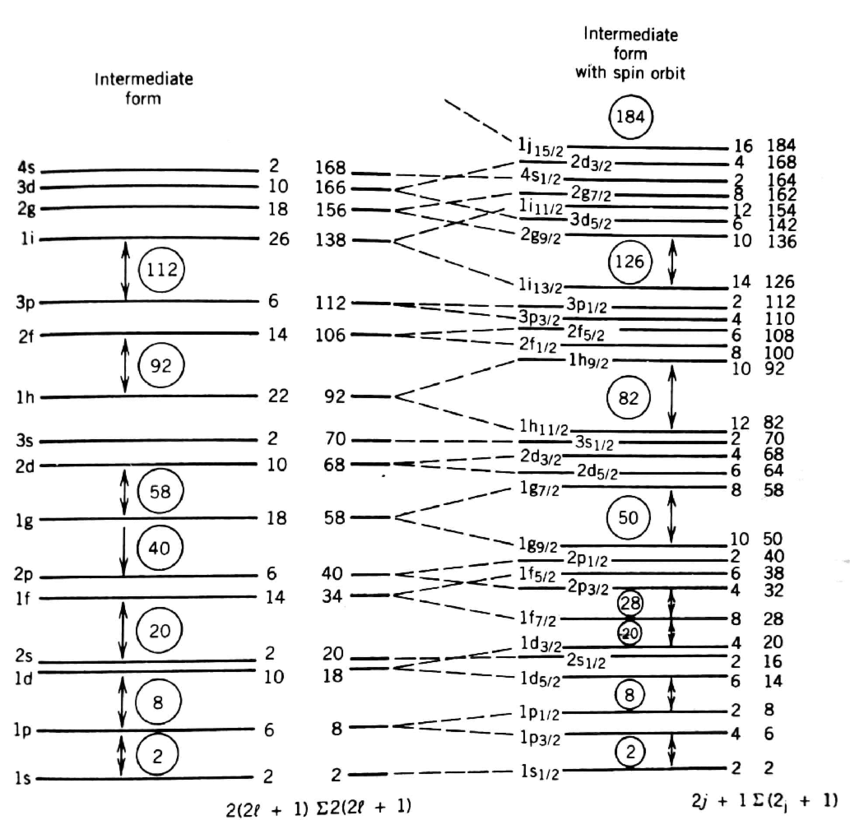 Intermediate
form
Intermediate
form
with spin orbit
184
1j15/2 16 184
4s 2 168 2d3/2 4 168
3d 10 166 4s1/2 2 164
2g 18 156 2g7/2 8 162
1i11/2 12 154
3d5/2 6 142
1i 26 138 2g9/2 10 136
112 126
1i13/2 14 126
3p 6 112 3p1/2 2 112
3p3/2 4 110
2f 14 106 2f5/2 6 108
2f1/2 8 100
92 1h9/2 10 92
1h 22 92 82
1h11/2 12 82
3s 2 70 3s1/2 2 70
2d 10 68 2d3/2 4 68
2d5/2 6 64
58 1g7/2 8 58
1g 18 58 50
40 1g9/2 10 50
2p1/2 2 40
2p 6 40 1f5/2 6 38
2p3/2 4 32
1f 14 34 28
1f7/2 8 28
20 20
1d3/2 4 20
2s 2 20 2s1/2 2 16
1d 10 18 1d5/2 6 14
8 8
1p1/2 2 8
1p 6 8 1p3/2 4 6
2 2
1s 2 2 1s1/2 2 2
2(2ℓ + 1) Σ2(2ℓ + 1) 2j + 1 Σ(2j + 1)